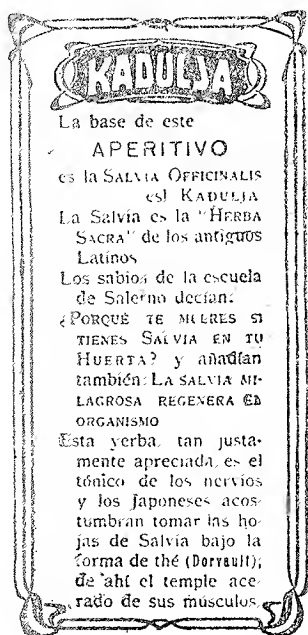 KADULJA
La base de este
APERITIVO
es la SALVIA OFFICINALIS
es! KADULJA
La Salvía es la "HERBA
SACRA" de los antiguos
Latinos
Los sabios de la escuela
de Salerno decían:
¿PORQUÉ TE MUERES SI
TIENES SALVIA EN TU
HUERTA? y añadían
también: LA SALVIA MI-
LAGROSA REGENERA EL
ORGANISMO
Esta yerba, tan justa-
mente apreciada, es el
tónico de los nervios
y los Japoneses acos-
tumbran tomar las ho-
jas de Salvia bajo la
forma de thé (Dorvault);
de ahí el temple ace-
rado de sus músculos,